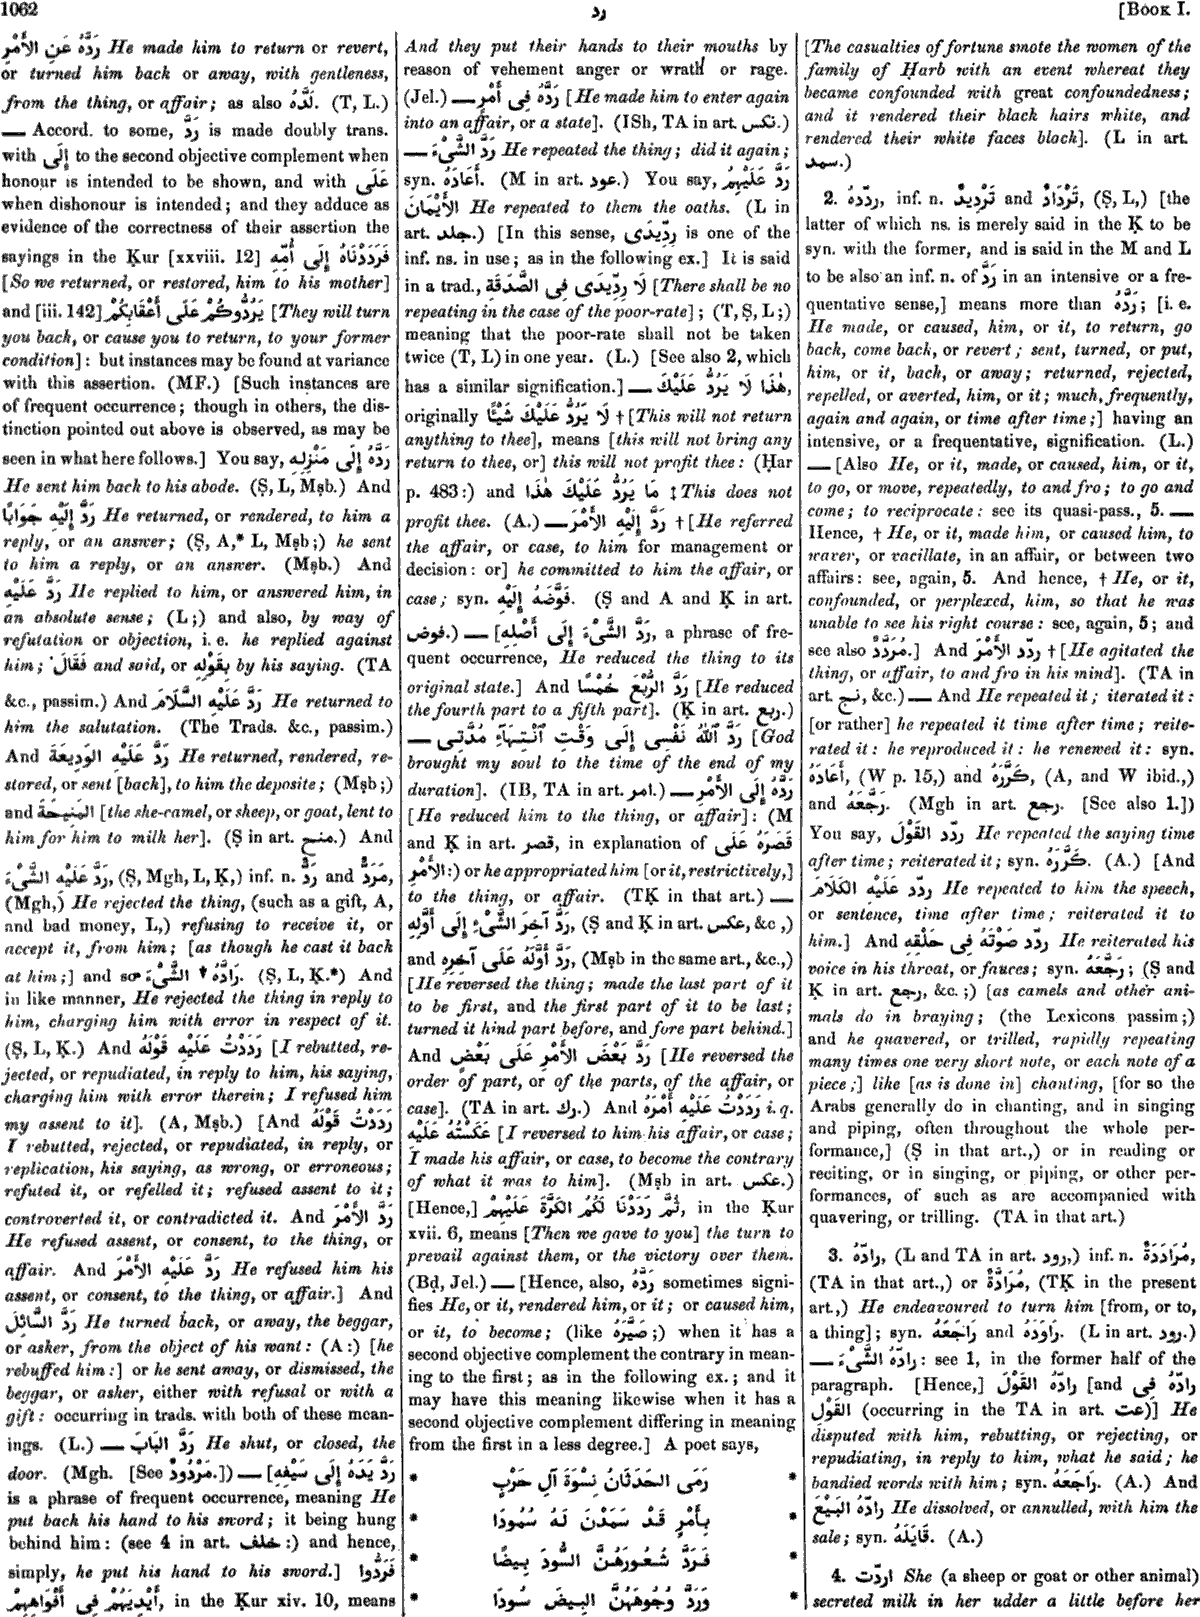 1062
رد
[BOOK I.
رَدَّهُ عَنِ الأَمْرِ He made him to return or revert,
or turned him back or away, with gentleness,
from the thing, or affair; as also لَدَّهُ. (T, L.)
— Accord. to some, رَدَّ is made doubly trans.
with إِلَى to the second objective complement when
honour is intended to be shown, and with عَلَى
when dishonour is intended; and they adduce as
evidence of the correctness of their assertion the
sayings in the Ḳur [xxviii. 12] فَرَدَدْنَاهُ إِلَى أُمِّهِ
[So we returned, or restored, him to his mother]
and [iii. 142] يَرُدُّوكُمْ عَلَى أَعْقَابِكُمْ [They will turn
you back, or cause you to return, to your former
condition]: but instances may be found at variance
with this assertion. (MF.) [Such instances are
of frequent occurrence; though in others, the dis-
tinction pointed out above is observed, as may be
seen in what here follows.] You say, رَدَّهُ إِلَى مَنْزِلِهِ
He sent him back to his abode. (Ṣ, L, Mṣb.) And
رَدَّ إِلَيْهِ جَوَابًا He returned, or rendered, to him a
reply, or an answer; (Ṣ, A,* L, Mṣb;) he sent
to him a reply, or an answer. (Mṣb.) And
رَدَّ عَلَيْهِ He replied to him, or answered him, in
an absolute sense; (L;) and also, by way of
refutation or objection, i. e. he replied against
him; فَقَالَ and said, or بِقَوْلِهِ by his saying. (TA
&c., passim.) And رَدَّ عَلَيْهِ السَّلَامَ He returned to
him the salutation. (The Trads. &c., passim.)
And رَدَّ عَلَيْهِ الوَدِيعَةَ He returned, rendered, re-
stored, or sent [back], to him the deposite; (Mṣb;)
and المَنِيحَةَ [the she-camel, or sheep, or goat, lent to
him for him to milk her]. (Ṣ in art. منح.) And
رَدَّ عَلَيْهِ الشَّىْءَ, (Ṣ, Mgh, L, Ḳ,) inf. n. رَدٌّ and مَرَدٌّ,
(Mgh,) He rejected the thing, (such as a gift, A,
and bad money, L,) refusing to receive it, or
accept it, from him; [as though he cast it back
at him;] and so رَادَّهُ ♦ الشَّىْءَ. (Ṣ, L, Ḳ.*) And
in like manner, He rejected the thing in reply to
him, charging him with error in respect of it.
(Ṣ, L, Ḳ.) And رَدَدْتُ عَلَيْهِ قَوْلَهُ [I rebutted, re-
jected, or repudiated, in reply to him, his saying,
charging him with error therein; I refused him
my assent to it]. (A, Mṣb.) [And رَدَدْتُ قَوْلَهُ
I rebutted, rejected, or repudiated, in reply, or
replication, his saying, as wrong, or erroneous;
refuted it, or refelled it; refused assent to it;
controverted it, or contradicted it. And رَدَّ الأَمْرَ
He refused assent, or consent, to the thing, or
affair. And رَدَّ عَلَيْهِ الأَمْرَ He refused him his
assent, or consent, to the thing, or affair.] And
رَدَّ السَّائِلَ He turned back, or away, the beggar,
or asker, from the object of his want: (A:) [he
rebuffed him:] or he sent away, or dismissed, the
beggar, or asker, either with refusal or with a
gift: occurring in trads. with both of these mean-
ings. (L.) — رَدَّ البَابَ He shut, or closed, the
door. (Mgh. [See مَرْدُودٌ.]) — [رَدَّ يَدَهُ إِلَى سَيْفِهِ
is a phrase of frequent occurrence, meaning He
put back his hand to his sword; it being hung
behind him: (see 4 in art. خلف:) and hence,
simply, he put his hand to his sword.] فَرَدُّوا
أَيْدِيَهُمْ فِى أَفْوَاهِهِمْ, in the Ḳur xiv. 10, means
And they put their hands to their mouths by
reason of vehement anger or wrath or rage.
(Jel.) — رَدَّهُ فِى أَمْرٍ [He made him to enter again
into an affair, or a state]. (ISh, TA in art. نكس.)
— رَدَّ الشَّىْءَ He repeated the thing; did it again;
syn. أَعَادَهُ. (M in art. عود.) You say, رَدَّ عَلَيْهِمُ
الأَيْمَانَ He repeated to them the oaths. (L in
art. جلد.) [In this sense, رِدِّيدَى is one of the
inf. ns. in use; as in the following ex.] It is said
in a trad., لَا رِدِّيدَى فِى الصَّدَقَةِ [There shall be no
repeating in the case of the poor-rate]; (T, Ṣ, L;)
meaning that the poor-rate shall not be taken
twice (T, L) in one year. (L.) [See also 2, which
has a similar signification.] — هٰذَا لَا يَرُدُّ عَلَيْكَ,
originally لَا يَرُدُّ عَلَيْكَ شَيْئًا † [This will not return
anything to thee], means [this will not bring any
return to thee, or] this will not profit thee: (Ḥar
p. 483:) and مَا يَرُدُّ عَلَيْكَ هٰذَا ‡ This does not
profit thee. (A.) — رَدَّ إِلَيْهِ الأَمْرَ † [He referred
the affair, or case, to him for management or
decision: or] he committed to him the affair, or
case; syn. فَوَّضَهُ إِلَيْهِ. (Ṣ and A and Ḳ in art.
فوض.) — [رَدَّ الشَّىْءَ إِلَى أَصْلِهِ, a phrase of fre-
quent occurrence, He reduced the thing to its
original state.] And رَدَّ الرُّبْعَ خُمْسًا [He reduced
the fourth part to a fifth part]. (Ḳ in art. ربع.)
— رَدَّ ٱللّٰهُ نَفْسِى إِلَى وَقْتِ ٱنْتِهَآءِ مُدَّتِى [God
brought my soul to the time of the end of my
duration]. (IB, TA in art. امر.) — رَدَّهُ إِلَى الأَمْرِ
[He reduced him to the thing, or affair]: (M
and Ḳ in art. قصر, in explanation of قَصَرَهُ عَلَى
الأَمْرِ:) or he appropriated him [or it, restrictively,]
to the thing, or affair. (TḲ in that art.) —
رَدَّ آخِرَ الشَّىْءِ إِلَى أَوَّلِهِ, (Ṣ and Ḳ in art. عكس, &c.,)
and رَدَّ أَوَّلَهُ عَلَى آخِرِهِ, (Mṣb in the same art., &c.,)
[He reversed the thing; made the last part of it
to be first, and the first part of it to be last;
turned it hind part before, and fore part behind.]
And رَدَّ بَعْضَ الأَمْرِ عَلَى بَعْضٍ [He reversed the
order of part, or of the parts, of the affair, or
case]. (TA in art. رك.) And رَدَدْتُ عَلَيْهِ أَمْرَهُ i. q.
عَكَسْتُهُ عَلَيْهِ [I reversed to him his affair, or case;
I made his affair, or case, to become the contrary
of what it was to him]. (Mṣb in art. عكس.)
[Hence,] ثُمَّ رَدَدْنَا لَكُمُ الكَرَّةَ عَلَيْهِمْ, in the Ḳur
xvii. 6, means [Then we gave to you] the turn to
prevail against them, or the victory over them.
(Bḍ, Jel.) — [Hence, also, رَدَّهُ sometimes signi-
fies He, or it, rendered him, or it; or caused him,
or it, to become; (like صَيَّرَهُ;) when it has a
second objective complement the contrary in mean-
ing to the first; as in the following ex.; and it
may have this meaning likewise when it has a
second objective complement differing in meaning
from the first in a less degree.] A poet says,
* رَمَى الحَدَثَانُ نِسْوَةَ آلِ حَرْبٍ *
* بِأَمْرٍ قَدْ سَمَدْنَ لَهُ سُمُودَا *
* فَرَدَّ شُعُورَهُنَّ السُّودَ بِيضًا *
* وَرَدَّ وُجُوهَهُنَّ البِيضَ سُودَا *
[The casualties of fortune smote the women of the
family of Ḥarb with an event whereat they
became confounded with great confoundedness;
and it rendered their black hairs white, and
rendered their white faces black]. (L in art.
سمد.)
2. ردّدهُ, inf. n. تَرْدِيدٌ and تَرْدَادٌ, (Ṣ, L,) [the
latter of which ns. is merely said in the Ḳ to be
syn. with the former, and is said in the M and L
to be also an inf. n. of رَدَّ in an intensive or a fre-
quentative sense,] means more than رَدَّهُ; [i. e.
He made, or caused, him, or it, to return, go
back, come back, or revert; sent, turned, or put,
him, or it, back, or away; returned, rejected,
repelled, or averted, him, or it; much, frequently,
again and again, or time after time;] having an
intensive, or a frequentative, signification. (L.)
— [Also He, or it, made, or caused, him, or it,
to go, or move, repeatedly, to and fro; to go and
come; to reciprocate: see its quasi-pass., 5. —
Hence, † He, or it, made him, or caused him, to
waver, or vacillate, in an affair, or between two
affairs: see, again, 5. And hence, † He, or it,
confounded, or perplexed, him, so that he was
unable to see his right course: see, again, 5; and
see also مُرَدَّدٌ.] And ردّد الأَمْرَ † [He agitated the
thing, or affair, to and fro in his mind]. (TA in
art. نج, &c.) — And He repeated it; iterated it:
[or rather] he repeated it time after time; reite-
rated it: he reproduced it: he renewed it: syn.
أَعَادَهُ, (W p. 15,) and كَرَّرَهُ, (A, and W ibid.,)
and رَجَّعَهُ. (Mgh in art. رجع. [See also 1.])
You say, ردّد القَوْلَ He repeated the saying time
after time; reiterated it; syn. كَرَّرَهُ. (A.) [And
ردّد عَلَيْهِ الكَلَامَ He repeated to him the speech,
or sentence, time after time; reiterated it to
him.] And ردّد صَوْتَهُ فِى حَلْقِهِ He reiterated his
voice in his throat, or fauces; syn. رَجَّعَهُ; (Ṣ and
Ḳ in art. رجع, &c.;) [as camels and other ani-
mals do in braying; (the Lexicons passim;)
and he quavered, or trilled, rapidly repeating
many times one very short note, or each note of a
piece;] like [as is done in] chanting, [for so the
Arabs generally do in chanting, and in singing
and piping, often throughout the whole per-
formance,] (Ṣ in that art.,) or in reading or
reciting, or in singing, or piping, or other per-
formances, of such as are accompanied with
quavering, or trilling. (TA in that art.)
3. رادّهُ, (L and TA in art. رود,) inf. n. مُرَادَدَةٌ,
(TA in that art.,) or مُرَادَّةٌ, (TḲ in the present
art.,) He endeavoured to turn him [from, or to,
a thing]; syn. رَاجَعَهُ and رَاوَدَهُ. (L in art. رود.)
— رادّهُ الشَّىْءَ: see 1, in the former half of the
paragraph. [Hence,] رادّهُ القَوْلَ [and رادّهُ فِى
القَوْلِ (occurring in the TA in art. عت)] He
disputed with him, rebutting, or rejecting, or
repudiating, in reply to him, what he said; he
bandied words with him; syn. رَاجَعَهُ. (A.) And
رادّهُ البَيْعَ He dissolved, or annulled, with him the
sale; syn. قَايَلَهُ. (A.)
4. اردّت She (a sheep or goat or other animal)
secreted milk in her udder a little before her